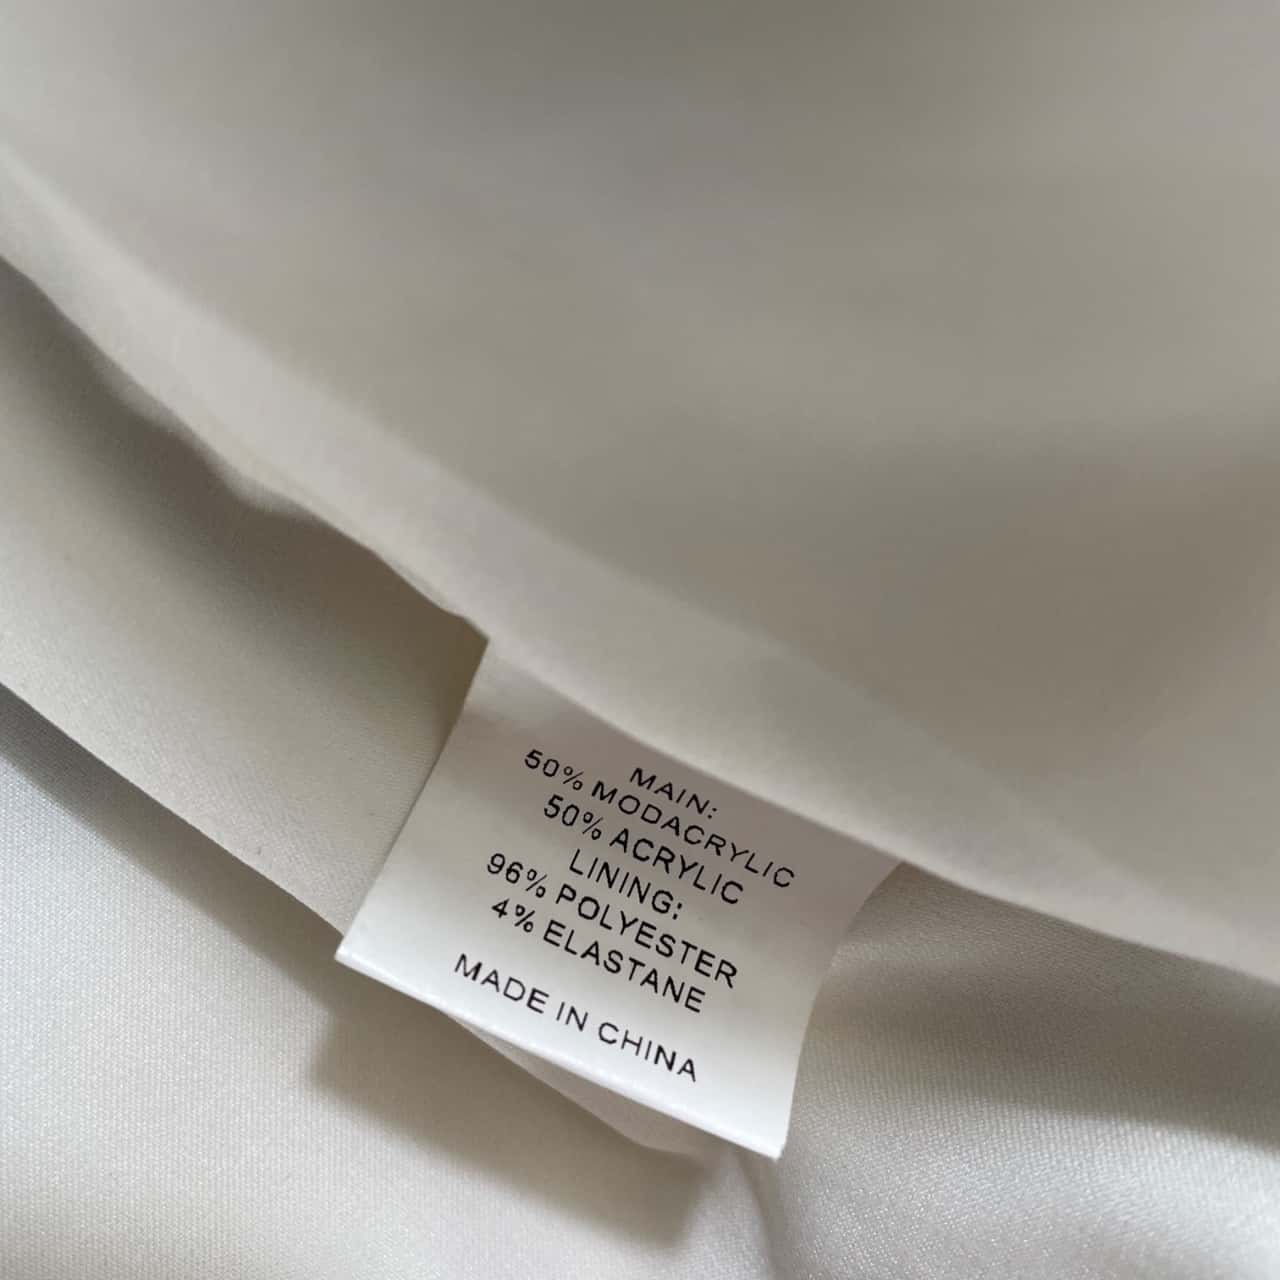 MAIN:
50% MODACRYLIC
50% ACRYLIC
LINING:
96% POLYESTER
4% ELASTANE
MADE IN CHINA